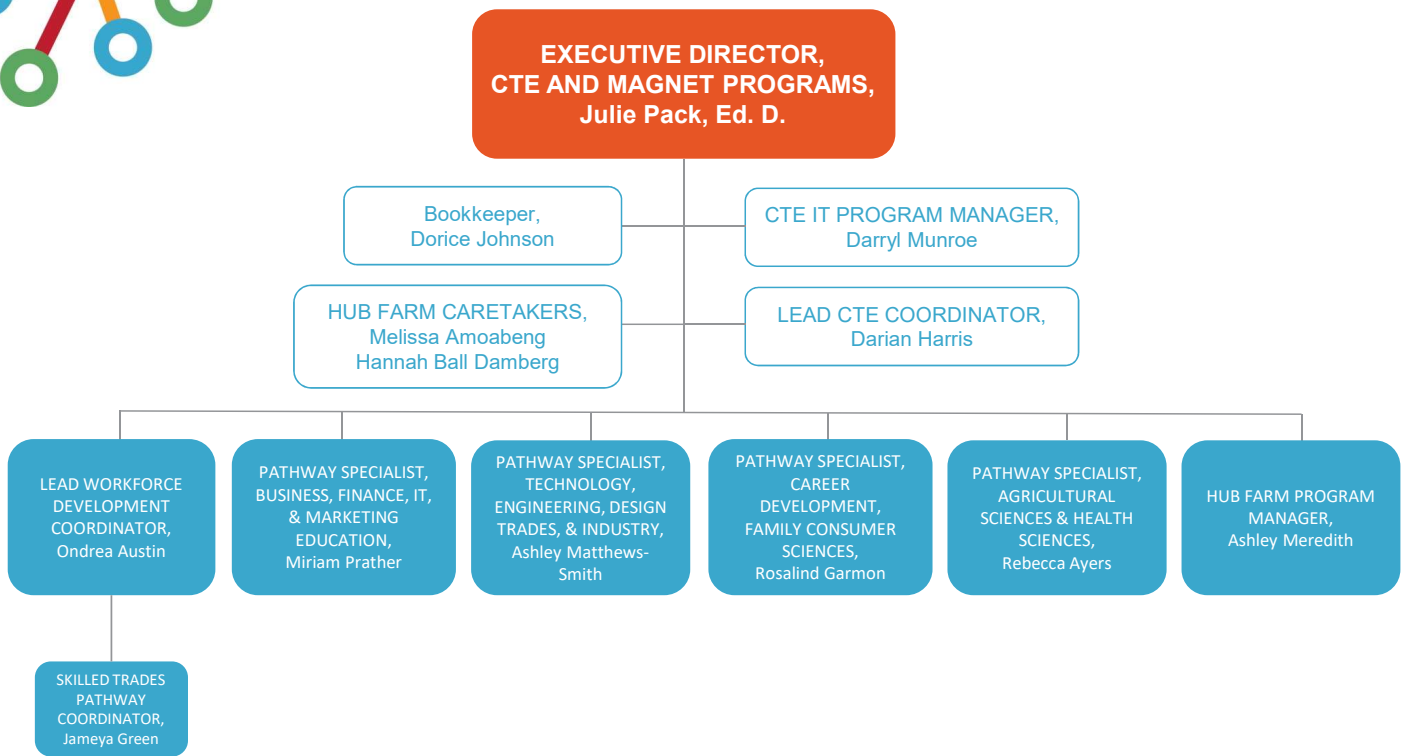 EXECUTIVE DIRECTOR,
CTE AND MAGNET PROGRAMS,
Julie Pack, Ed. D.
Bookkeeper,
Dorice Johnson
CTE IT PROGRAM MANAGER,
Darryl Munroe
HUB FARM CARETAKERS,
Melissa Amoabeng
Hannah Ball Damberg
LEAD CTE COORDINATOR,
Darian Harris
LEAD WORKFORCE
DEVELOPMENT
COORDINATOR,
Ondrea Austin
PATHWAY SPECIALIST,
BUSINESS, FINANCE, IT,
& MARKETING
EDUCATION,
Miriam Prather
PATHWAY SPECIALIST,
TECHNOLOGY,
ENGINEERING, DESIGN
TRADES, & INDUSTRY,
Ashley Matthews-
Smith
PATHWAY SPECIALIST,
CAREER
DEVELOPMENT,
FAMILY CONSUMER
SCIENCES,
Rosalind Garmon
PATHWAY SPECIALIST,
AGRICULTURAL
SCIENCES & HEALTH
SCIENCES,
Rebecca Ayers
HUB FARM PROGRAM
MANAGER,
Ashley Meredith
SKILLED TRADES
PATHWAY
COORDINATOR,
Jameya Green